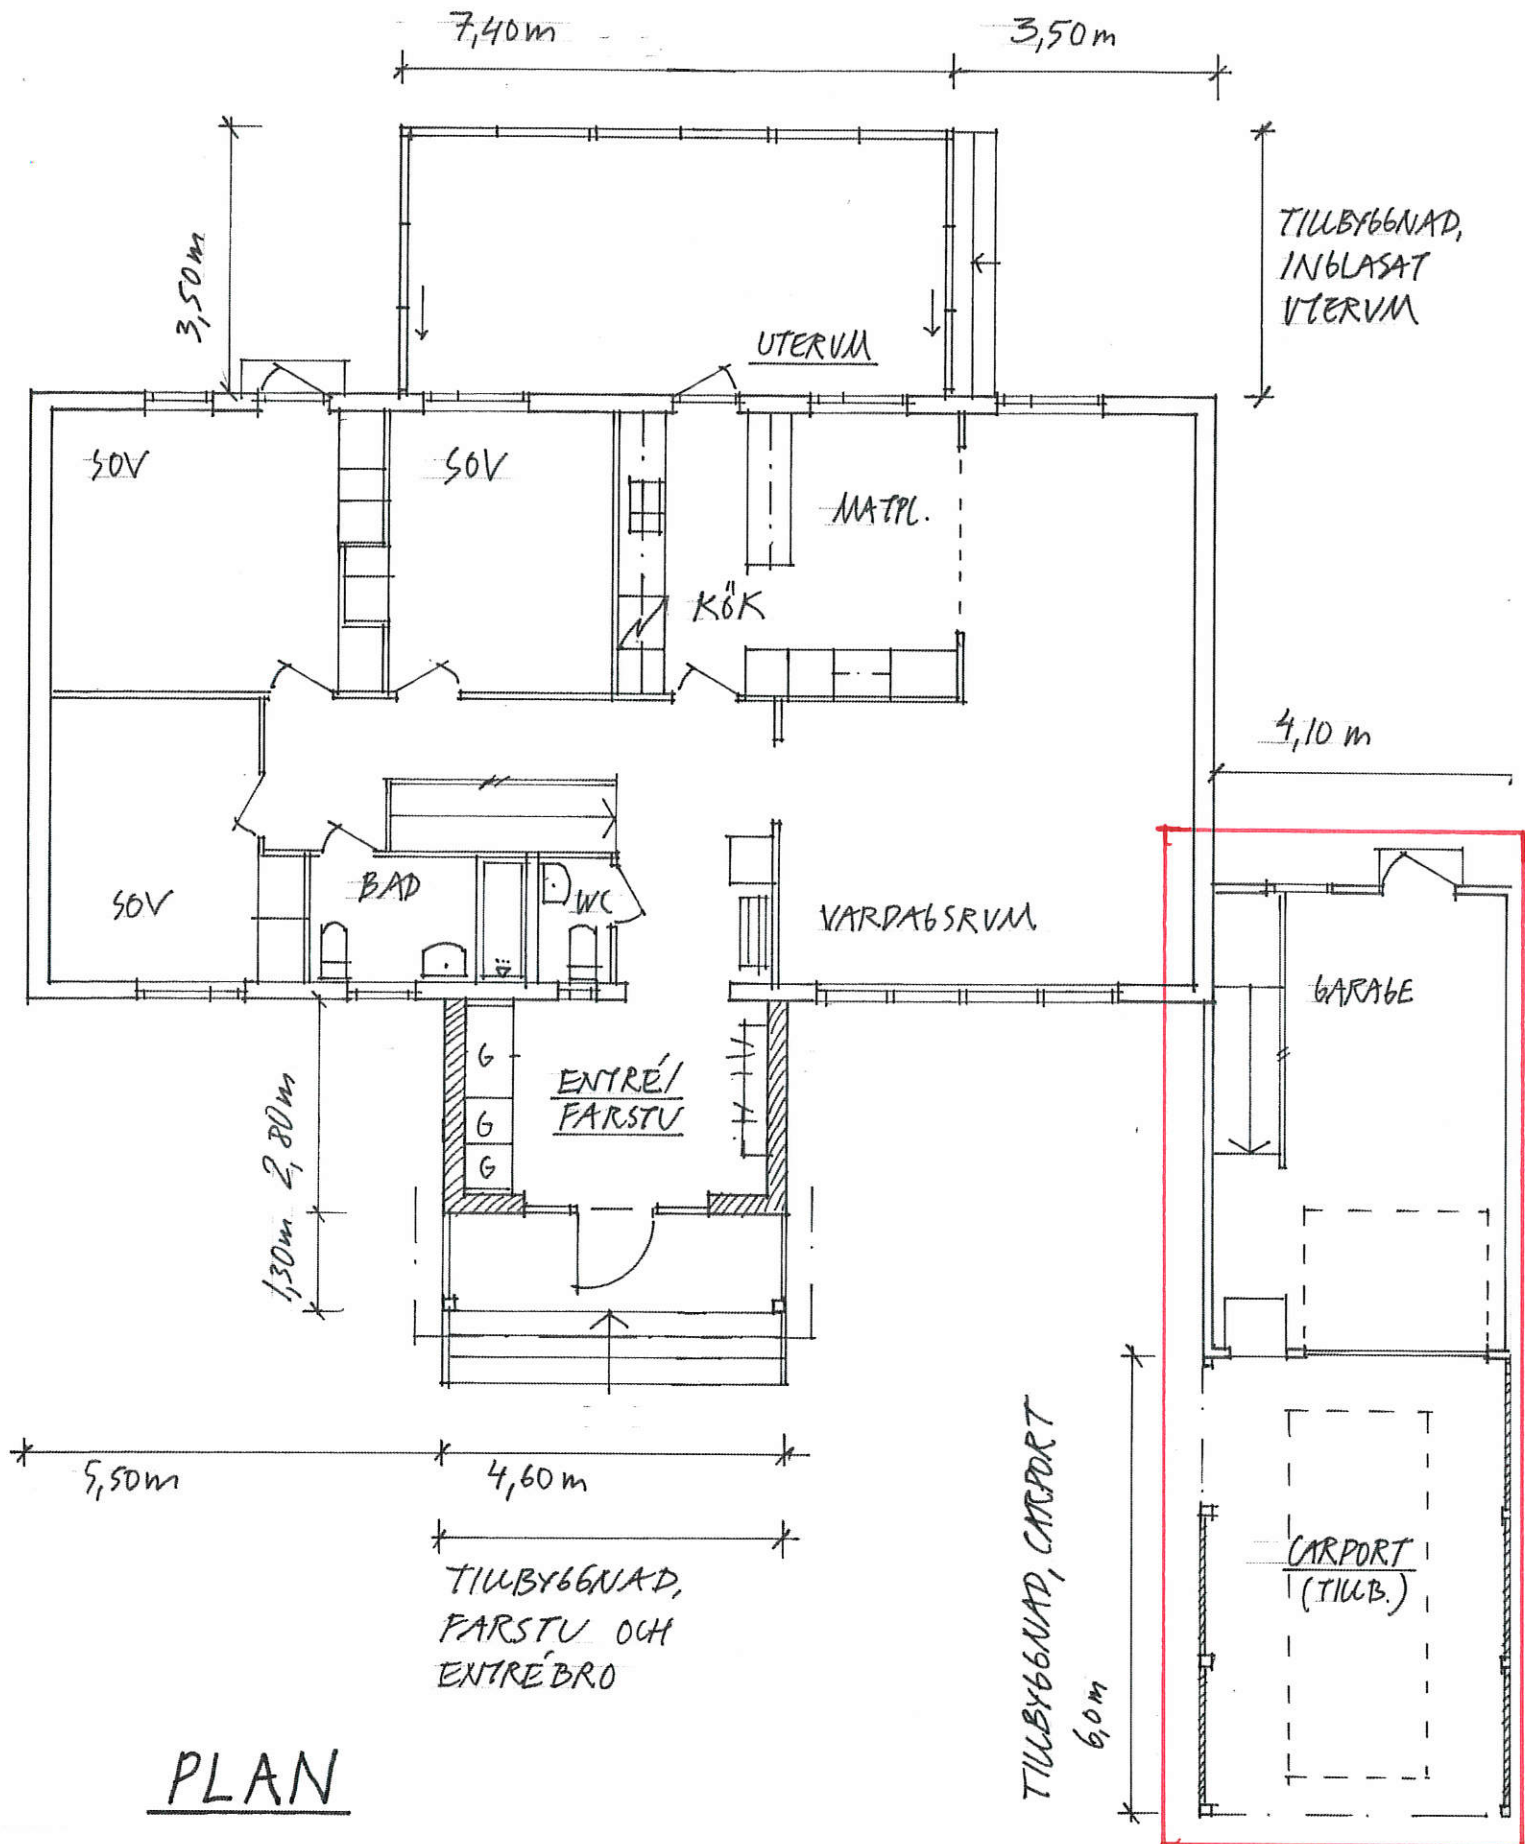 7,40m
3,50m
3,50m
TILLBYGGNAD,
INGLASAT
UTERUM
UTERUM
SOV
SOV
MATPL.
KÖK
4,10 m
SOV
BAD
WC
VARDAGSRUM
GARAGE
G
G
G
ENTRÉ/
FARSTU
2,80m
1,30m
5,50m
4,60m
TILLBYGGNAD,
FARSTU OCH
ENTRÉBRO
TILLBYGGNAD, CARPORT
6,0m
CARPORT
(TILLB.)
PLAN